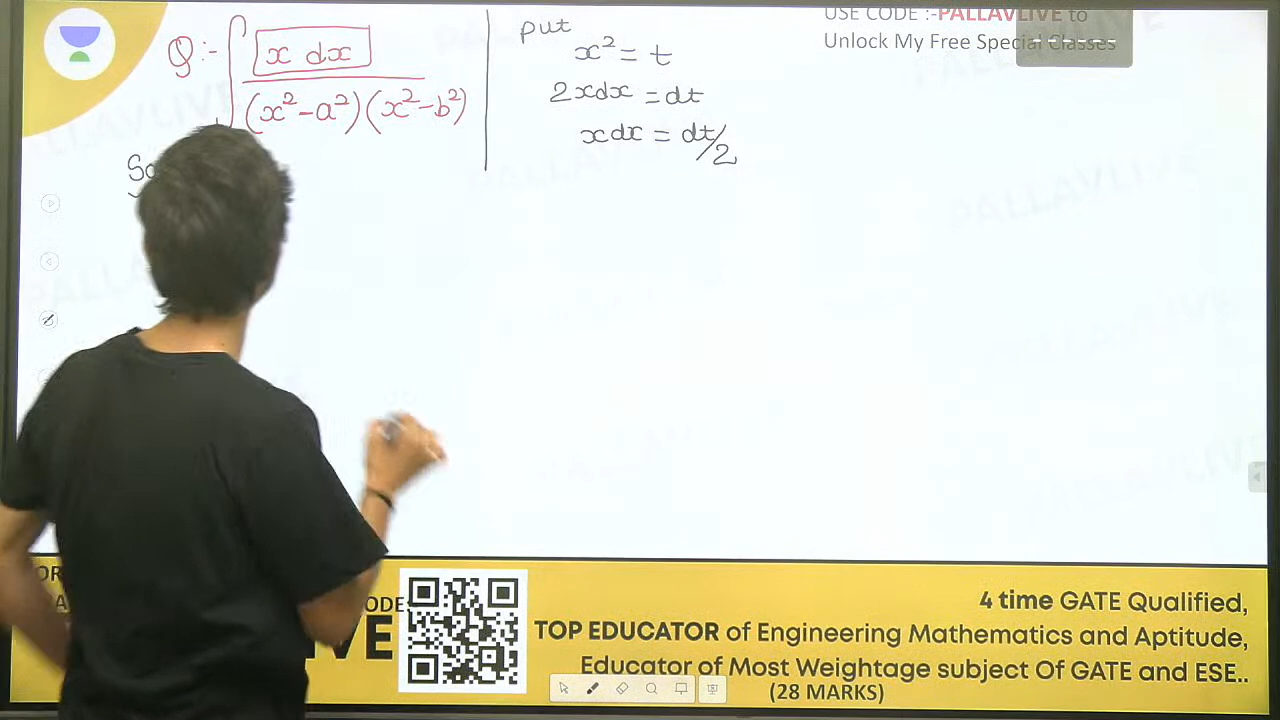 USE CODE :-PALLAVLIVE to
Unlock My Free Special Classes
Q:- ∫ x dx / (x²-a²)(x²-b²)
put
x² = t
2xdx = dt
xdx = dt/2
4 time GATE Qualified,
TOP EDUCATOR of Engineering Mathematics and Aptitude,
Educator of Most Weightage subject Of GATE and ESE..
(28 MARKS)